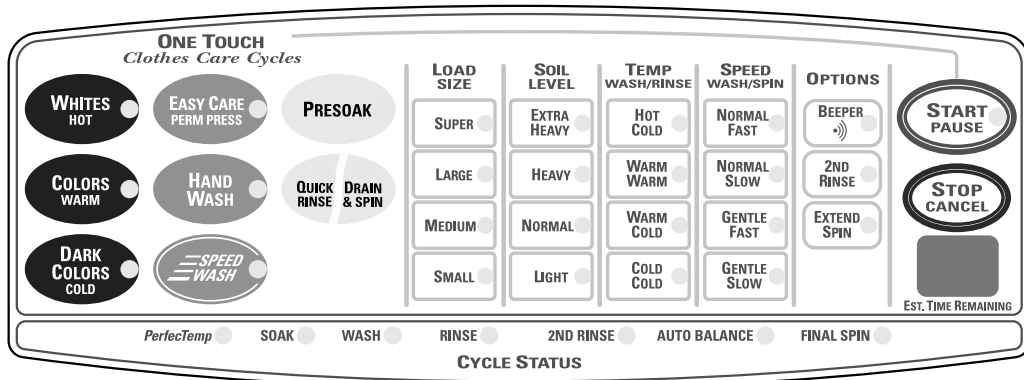 ONE TOUCH
Clothes Care Cycles
WHITES
HOT
EASY CARE
PERM PRESS
PRESOAK
COLORS
WARM
HAND
WASH
QUICK
RINSE
DRAIN
& SPIN
DARK
COLORS
COLD
SPEED
WASH
LOAD
SIZE
SUPER
LARGE
MEDIUM
SMALL
SOIL
LEVEL
EXTRA
HEAVY
HEAVY
NORMAL
LIGHT
TEMP
WASH/RINSE
HOT
COLD
WARM
WARM
WARM
COLD
COLD
COLD
SPEED
WASH/SPIN
NORMAL
FAST
NORMAL
SLOW
GENTLE
FAST
GENTLE
SLOW
OPTIONS
BEEPER
2ND
RINSE
EXTEND
SPIN
START
PAUSE
STOP
CANCEL
EST. TIME REMAINING
PerfecTemp SOAK WASH RINSE 2ND RINSE AUTO BALANCE FINAL SPIN
CYCLE STATUS